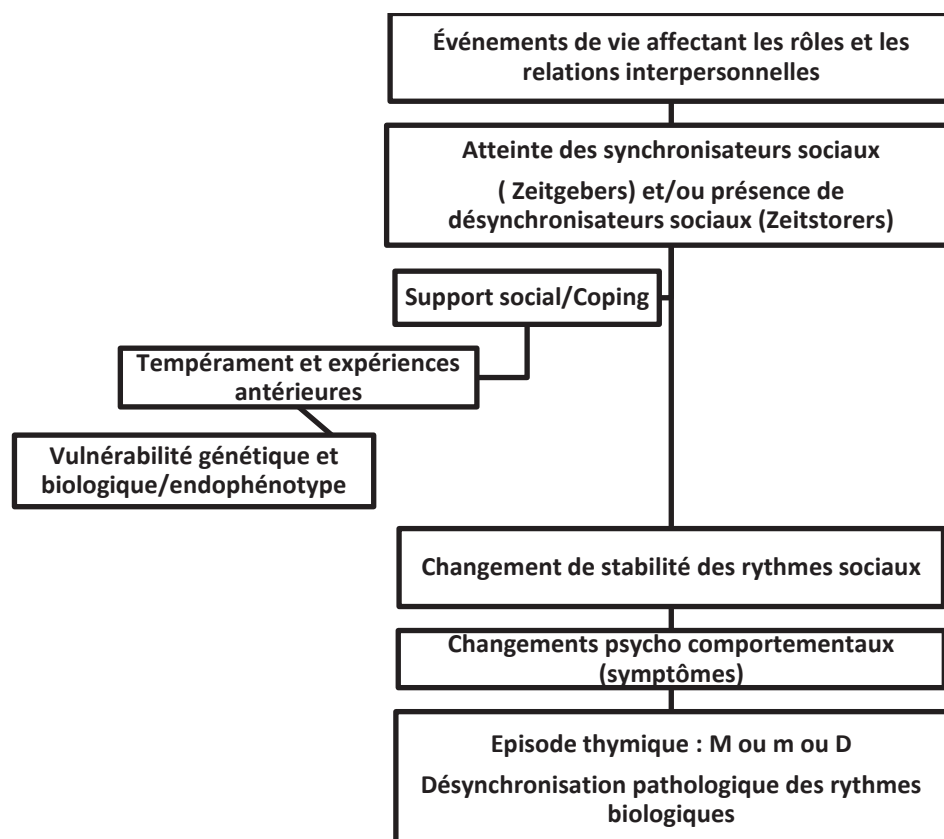 Événements de vie affectant les rôles et les
relations interpersonnelles
Atteinte des synchronisateurs sociaux
( Zeitgebers) et/ou présence de
désynchronisateurs sociaux (Zeitstorers)
Support social/Coping
Tempérament et expériences
antérieures
Vulnérabilité génétique et
biologique/endophénotype
Changement de stabilité des rythmes sociaux
Changements psycho comportementaux
(symptômes)
Episode thymique : M ou m ou D
Désynchronisation pathologique des rythmes
biologiques